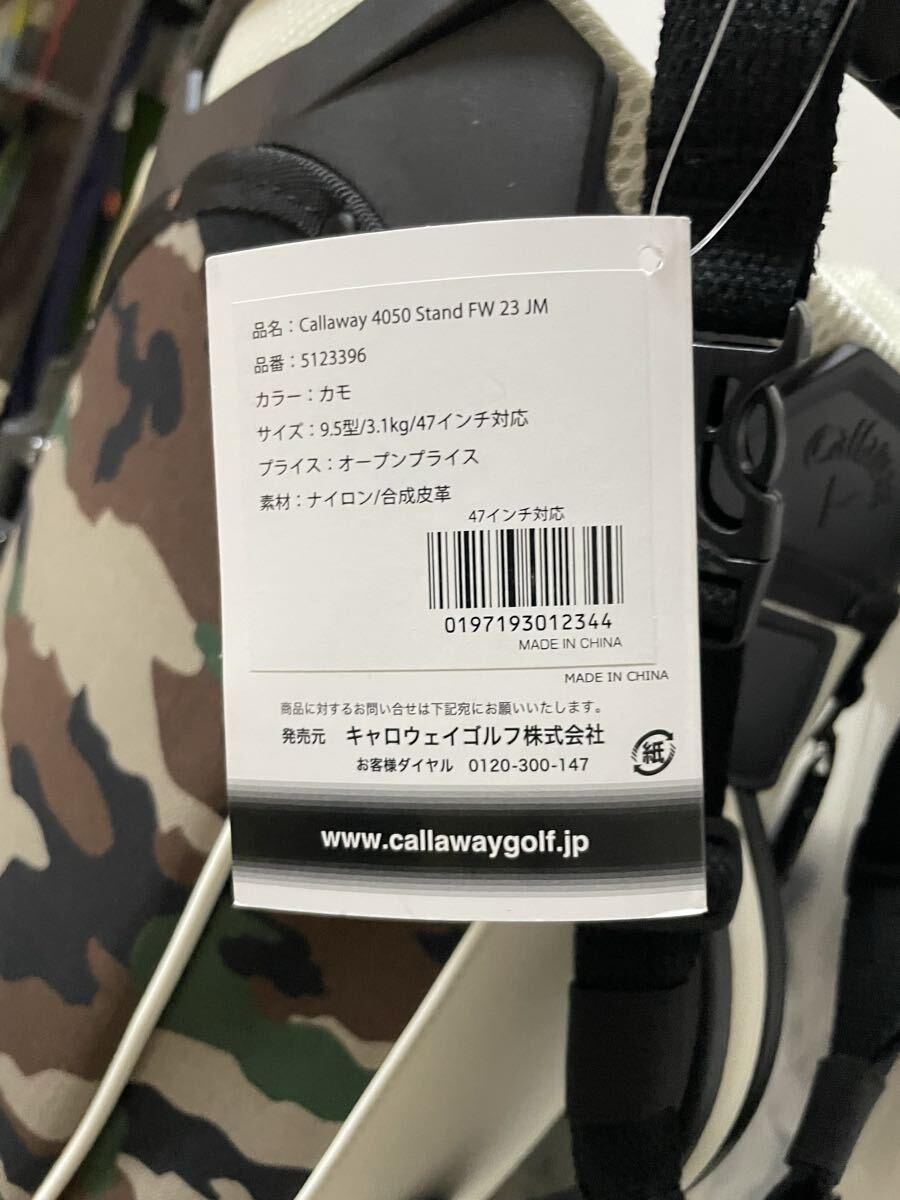 品名：Callaway 4050 Stand FW 23 JM
品番：5123396
カラー：カモ
サイズ：9.5型/3.1kg/47インチ対応
プライス：オープンプライス
素材：ナイロン/合成皮革
47インチ対応
0197193012344
MADE IN CHINA
MADE IN CHINA
商品に対するお問い合せは下記宛にお願いいたします。
発売元 キャロウェイゴルフ株式会社
お客様ダイヤル 0120-300-147
紙
www.callawaygolf.jp
Callaway